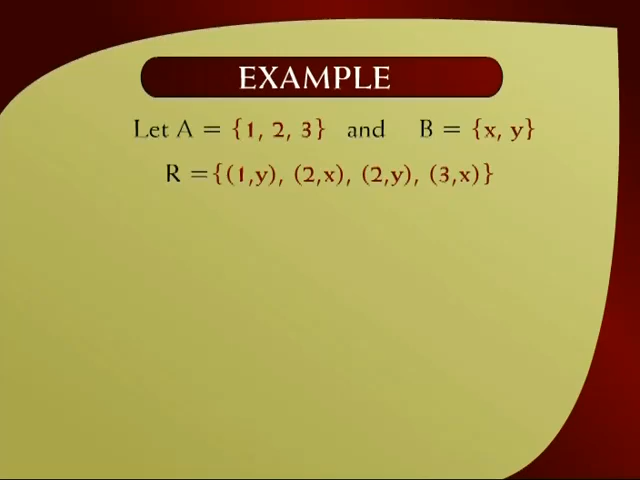 EXAMPLE
Let A = {1, 2, 3} and B = {x, y}
R ={(1,y), (2,x), (2,y), (3,x)}